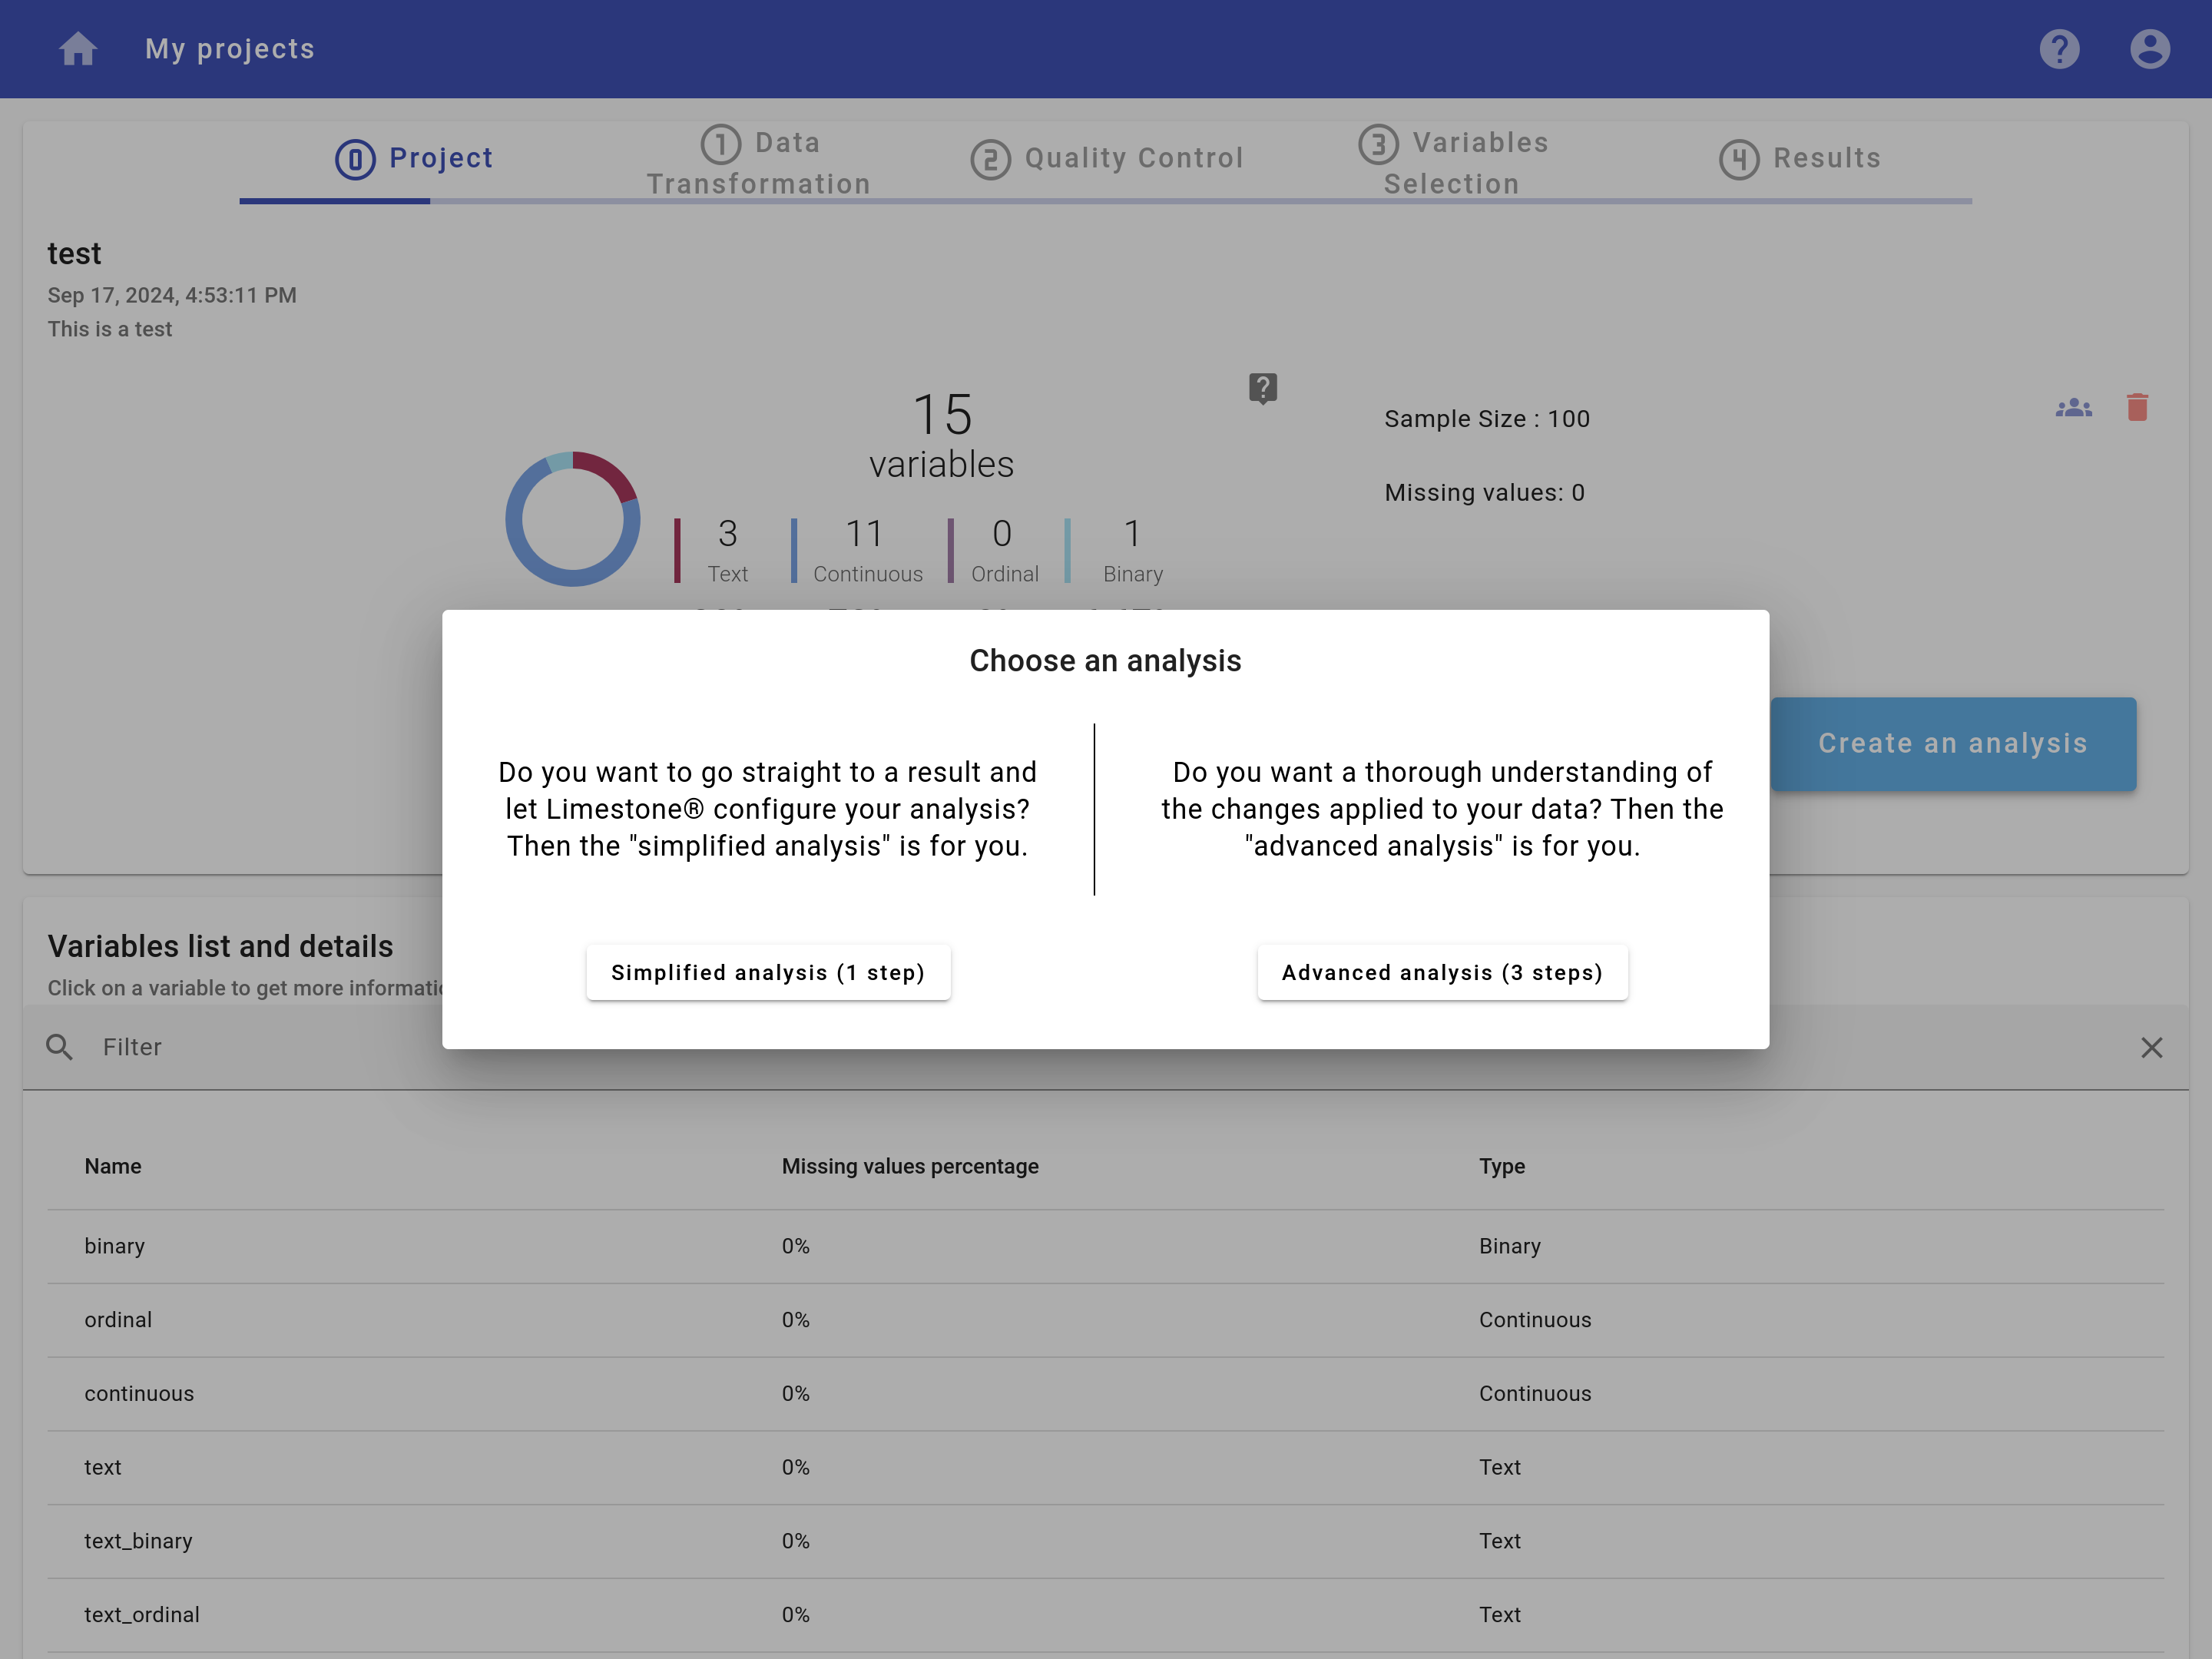 My projects
0 Project
1 Data
Transformation
2 Quality Control
3 Variables
Selection
4 Results
test
Sep 17, 2024, 4:53:11 PM
This is a test
15
variables
3
Text
11
Continuous
0
Ordinal
1
Binary
Sample Size : 100
Missing values: 0
Create an analysis
Choose an analysis
Do you want to go straight to a result and
let Limestone® configure your analysis?
Then the "simplified analysis" is for you.
Simplified analysis (1 step)
Do you want a thorough understanding of
the changes applied to your data? Then the
"advanced analysis" is for you.
Advanced analysis (3 steps)
Variables list and details
Click on a variable to get more
Filter
Name Missing values percentage Type
binary 0% Binary
ordinal 0% Continuous
continuous 0% Continuous
text 0% Text
text_binary 0% Text
text_ordinal 0% Text